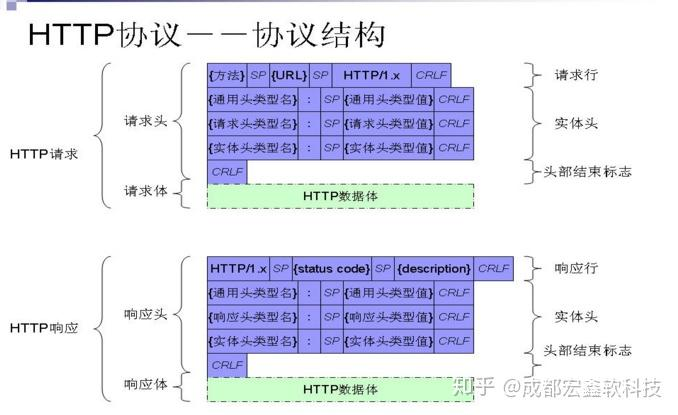 HTTP协议－－协议结构
{方法} SP {URL} SP HTTP/1.x CRLF 请求行
{通用头类型名} : SP {通用头类型值} CRLF
请求头 {请求头类型名} : SP {请求头类型值} CRLF 实体头
HTTP请求 {实体头类型名} : SP {实体头类型值} CRLF
CRLF 头部结束标志
请求体 HTTP数据体
HTTP/1.x SP {status code} SP {description} CRLF 响应行
{通用头类型名} : SP {通用头类型值} CRLF
响应头 {响应头类型名} : SP {响应头类型值} CRLF 实体头
HTTP响应 {实体头类型名} : SP {实体头类型值} CRLF
CRLF 头部结束标志
响应体 HTTP数据体
知乎 @成都宏鑫软科技